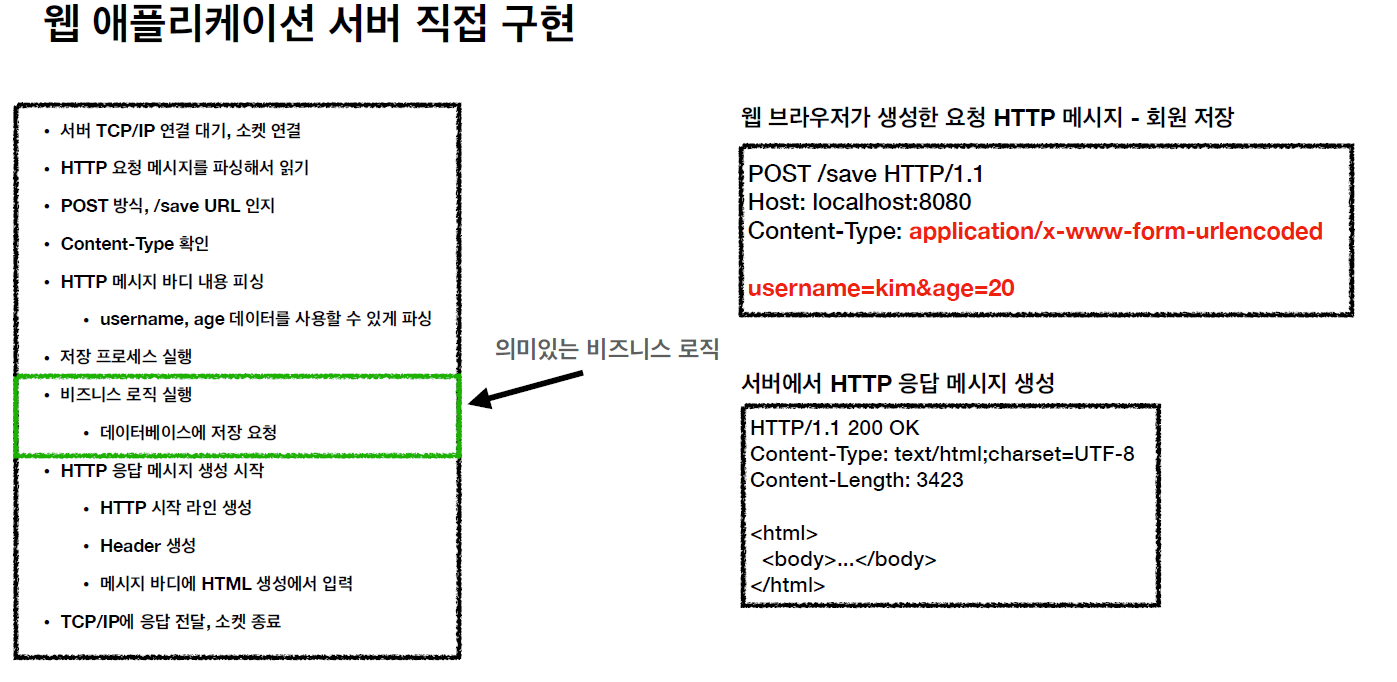 웹 애플리케이션 서버 직접 구현
• 서버 TCP/IP 연결 대기, 소켓 연결
• HTTP 요청 메시지를 파싱해서 읽기
• POST 방식, /save URL 인지
• Content-Type 확인
• HTTP 메시지 바디 내용 피싱
• username, age 데이터를 사용할 수 있게 파싱
• 저장 프로세스 실행
• 비즈니스 로직 실행
• 데이터베이스에 저장 요청
• HTTP 응답 메시지 생성 시작
• HTTP 시작 라인 생성
• Header 생성
• 메시지 바디에 HTML 생성에서 입력
• TCP/IP에 응답 전달, 소켓 종료
의미있는 비즈니스 로직
웹 브라우저가 생성한 요청 HTTP 메시지 - 회원 저장
POST /save HTTP/1.1
Host: localhost:8080
Content-Type: application/x-www-form-urlencoded
username=kim&age=20
서버에서 HTTP 응답 메시지 생성
HTTP/1.1 200 OK
Content-Type: text/html;charset=UTF-8
Content-Length: 3423
<html>
<body>...</body>
</html>